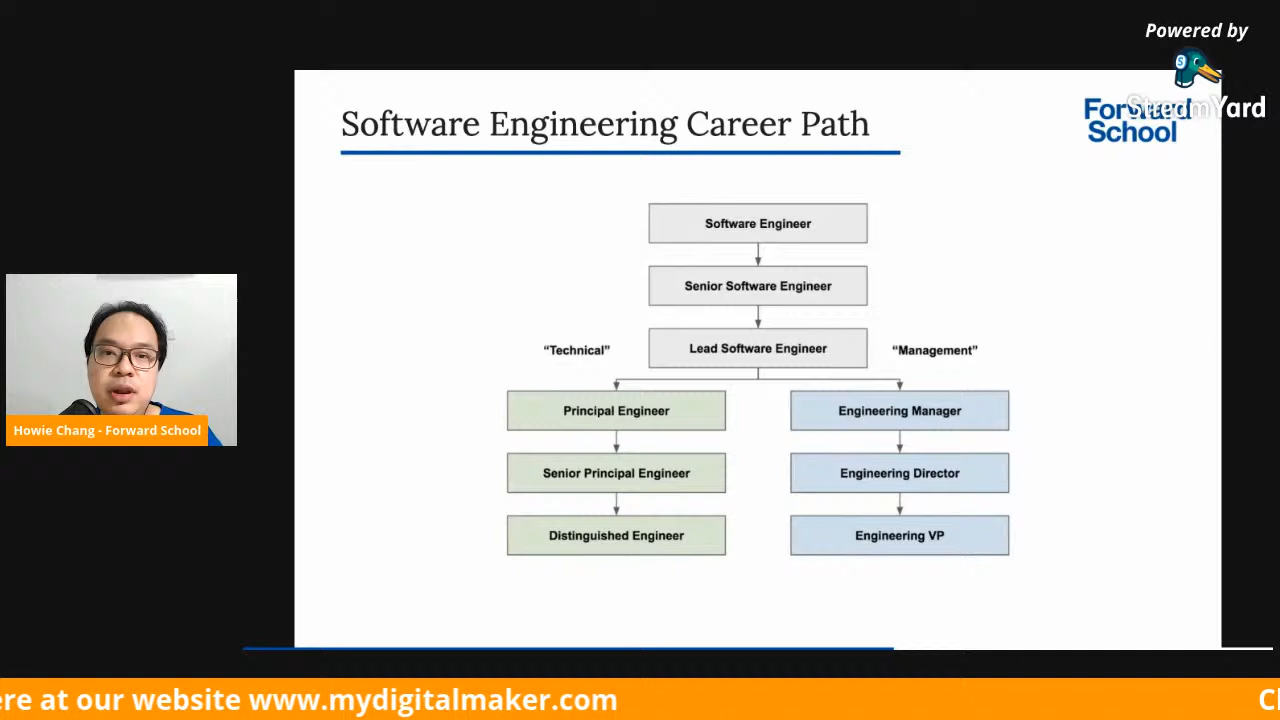 Powered by
StreamYard
Software Engineering Career Path
Forward
School
Software Engineer
Senior Software Engineer
"Technical"
Lead Software Engineer
"Management"
Principal Engineer
Engineering Manager
Senior Principal Engineer
Engineering Director
Distinguished Engineer
Engineering VP
Howie Chang - Forward School
ere at our website www.mydigitalmaker.com